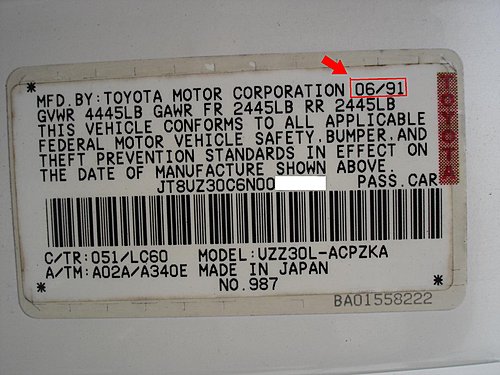 MFD.BY:TOYOTA MOTOR CORPORATION 06/91
GVWR 4445LB GAWR FR 2445LB RR 2445LB
THIS VEHICLE CONFORMS TO ALL APPLICABLE
FEDERAL MOTOR VEHICLE SAFETY,BUMPER,AND
THEFT PREVENTION STANDARDS IN EFFECT ON
THE DATE OF MANUFACTURE SHOWN ABOVE.
JT8UZ30C6N00 PASS.CAR
TOYOTA
C/TR:051/LC60 MODEL:UZZ30L-ACPZKA
A/TM:A02A/A340E MADE IN JAPAN
NO.987
BA01558222